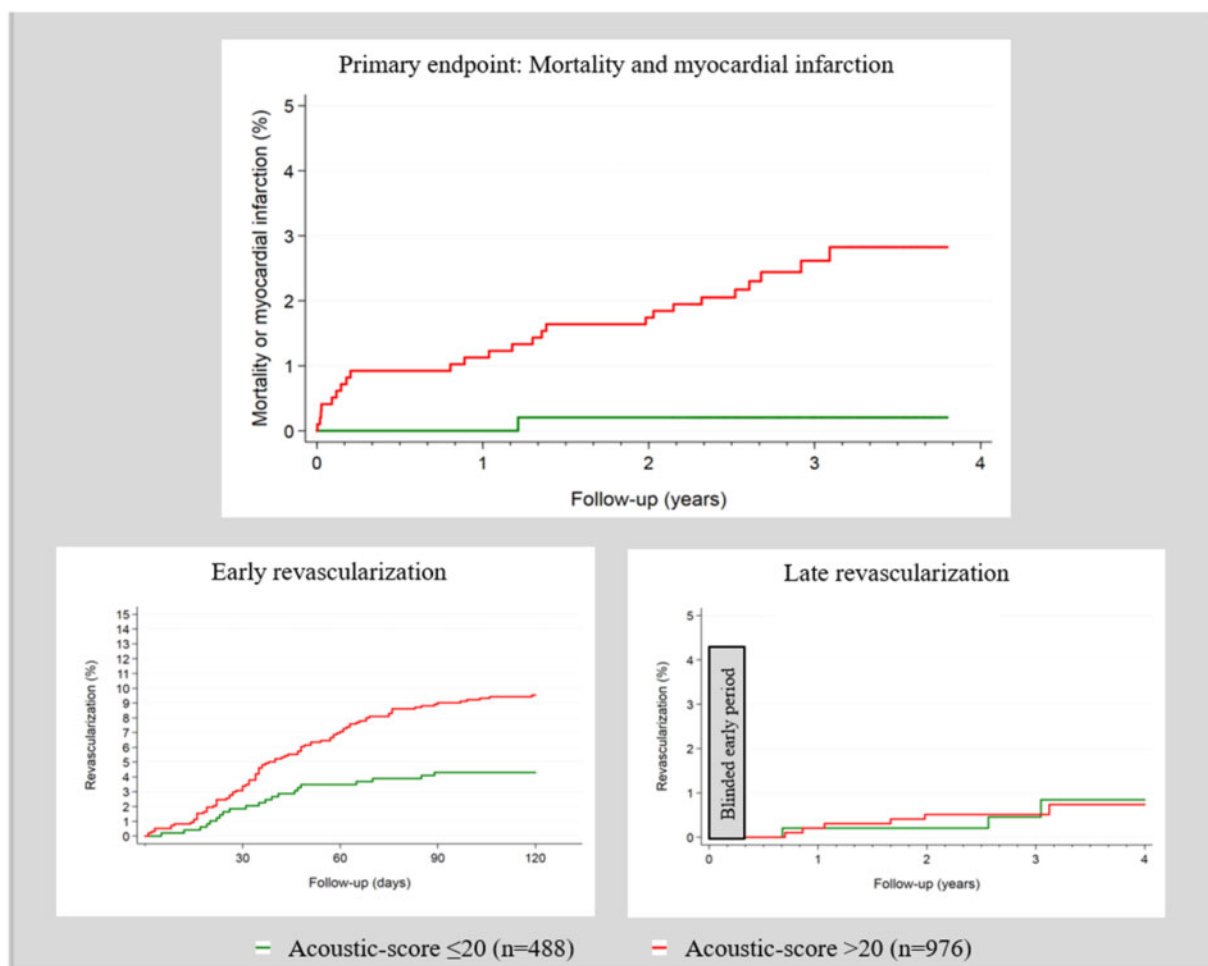 Primary endpoint: Mortality and myocardial infarction
Mortality or myocardial infarction (%)
5
4
3
2
1
0
0 1 2 3 4
Follow-up (years)
Early revascularization
Revascularization (%)
15
14
13
12
11
10
9
8
7
6
5
4
3
2
1
0
30 60 90 120
Follow-up (days)
Late revascularization
Revascularization (%)
5
4
3
2
1
0
Blinded early period
0 1 2 3 4
Follow-up (years)
Acoustic-score ≤20 (n=488) Acoustic-score >20 (n=976)